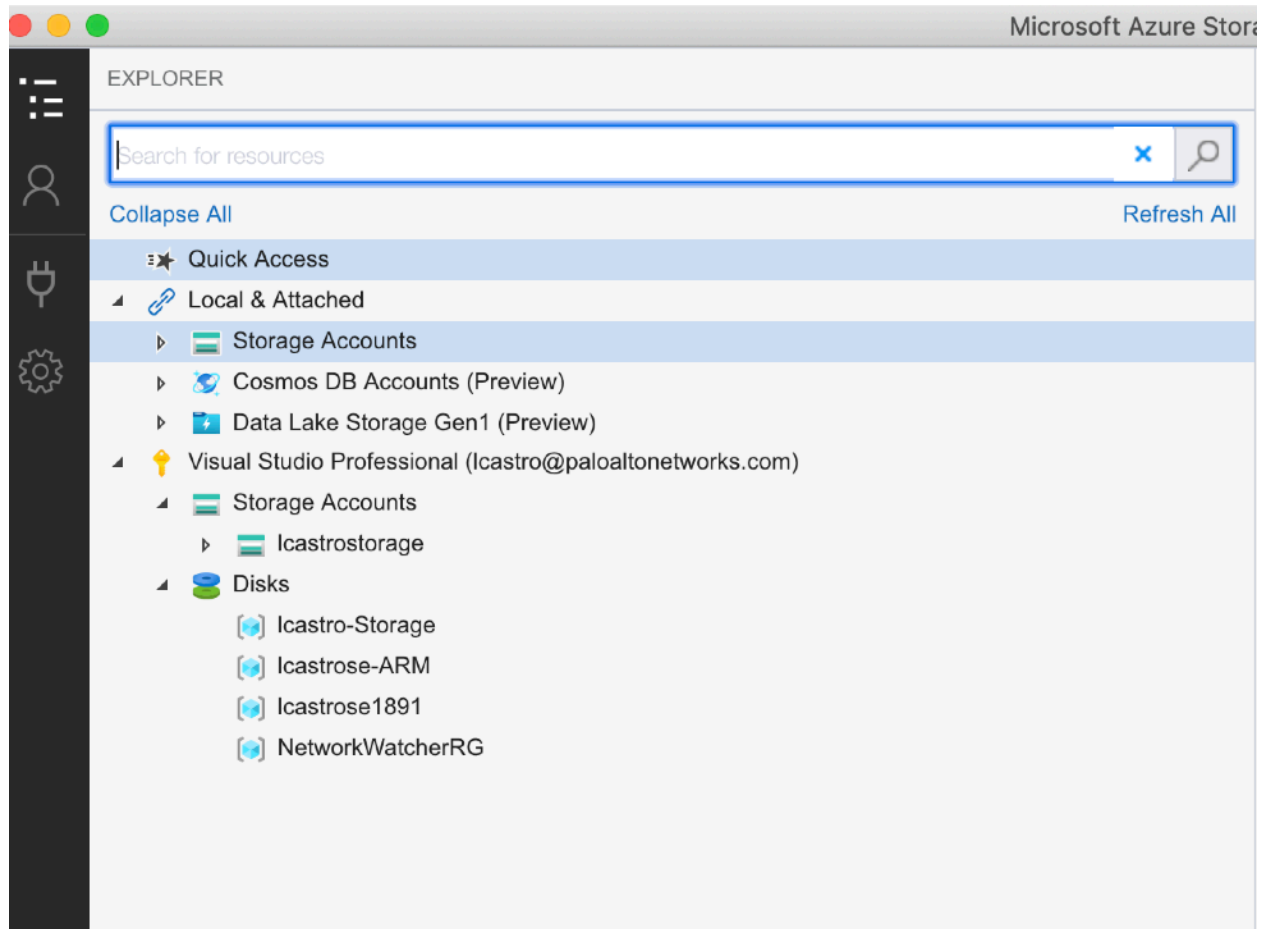 Microsoft Azure Stora
EXPLORER
Search for resources
Collapse All
Refresh All
Quick Access
Local & Attached
Storage Accounts
Cosmos DB Accounts (Preview)
Data Lake Storage Gen1 (Preview)
Visual Studio Professional (lcastro@paloaltonetworks.com)
Storage Accounts
lcastrostorage
Disks
lcastro-Storage
lcastrose-ARM
lcastrose1891
NetworkWatcherRG